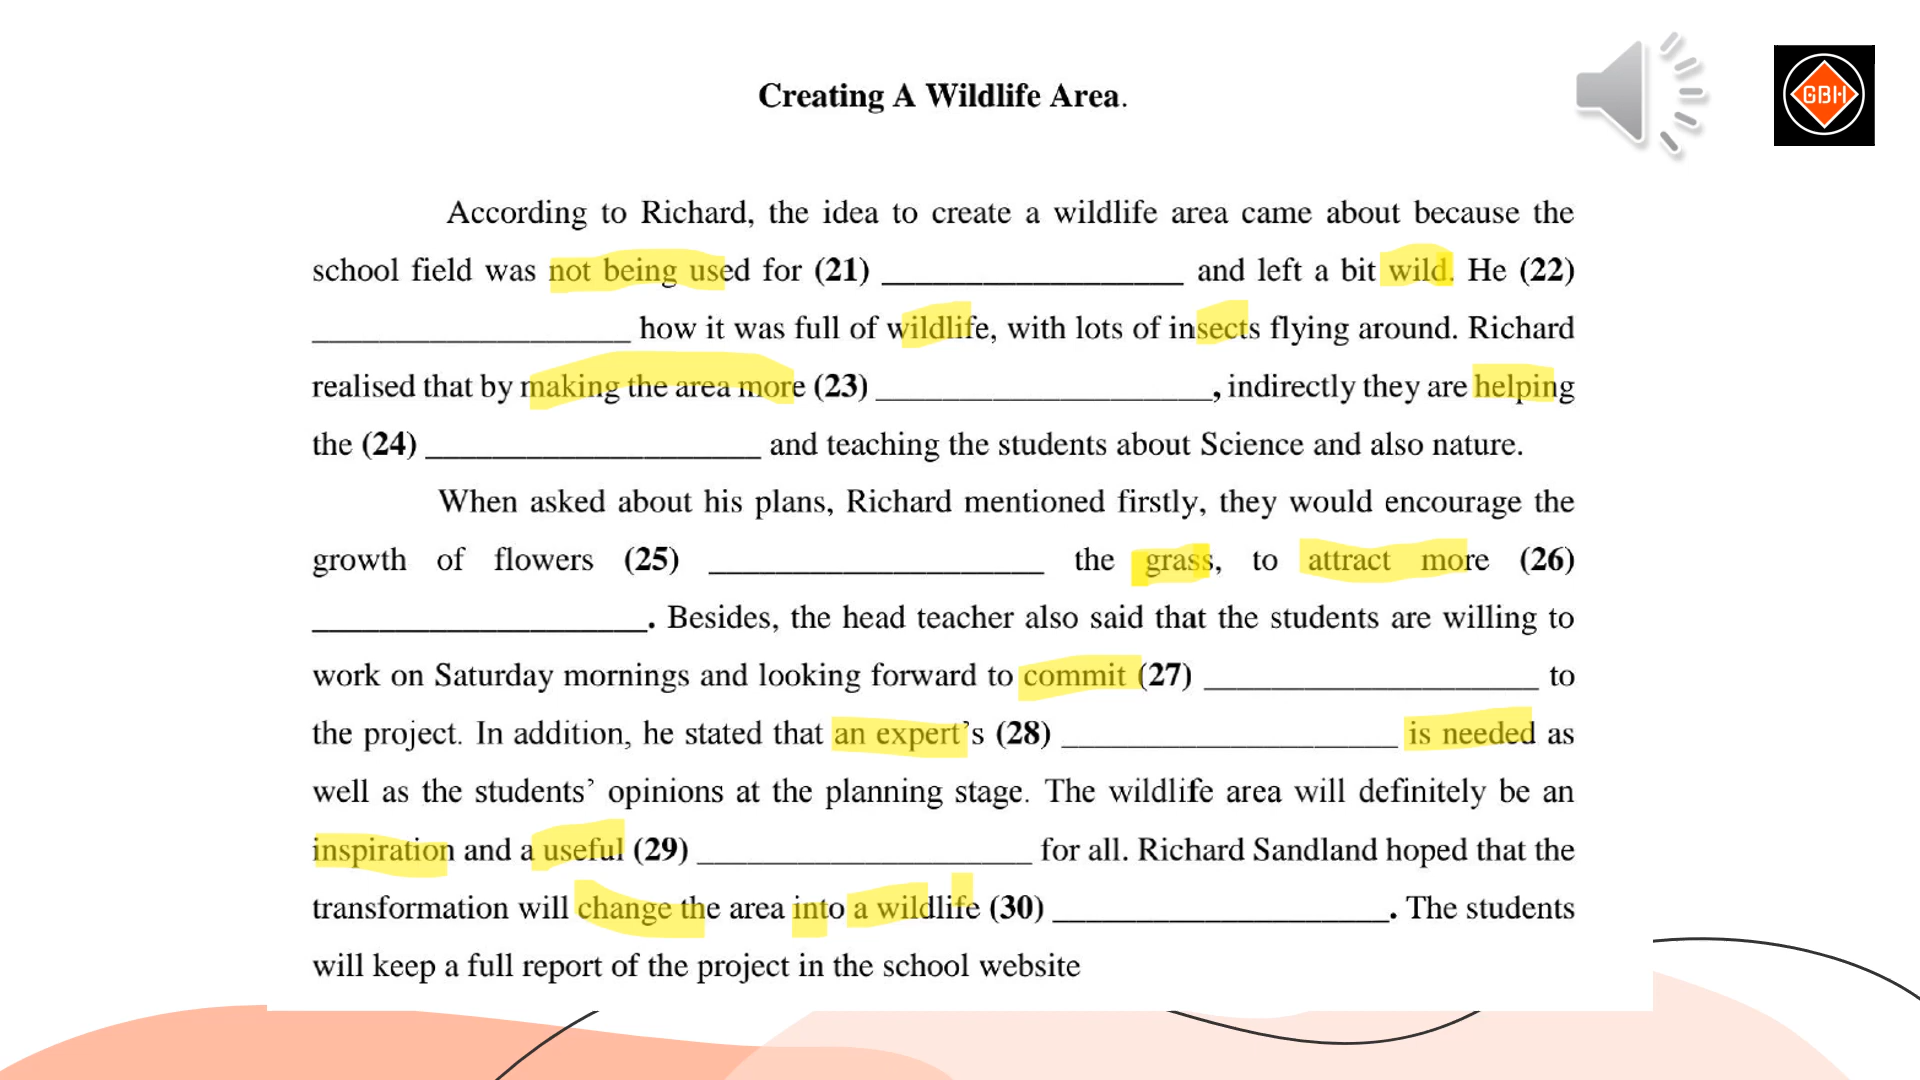 Creating A Wildlife Area.
GBH
According to Richard, the idea to create a wildlife area came about because the
school field was not being used for (21) __________________ and left a bit wild. He (22)
___________________ how it was full of wildlife, with lots of insects flying around. Richard
realised that by making the area more (23) ____________________, indirectly they are helping
the (24) ____________________ and teaching the students about Science and also nature.
When asked about his plans, Richard mentioned firstly, they would encourage the
growth of flowers (25) ____________________ the grass, to attract more (26)
____________________. Besides, the head teacher also said that the students are willing to
work on Saturday mornings and looking forward to commit (27) ____________________ to
the project. In addition, he stated that an expert’s (28) ____________________ is needed as
well as the students’ opinions at the planning stage. The wildlife area will definitely be an
inspiration and a useful (29) ____________________ for all. Richard Sandland hoped that the
transformation will change the area into a wildlife (30) ____________________. The students
will keep a full report of the project in the school website